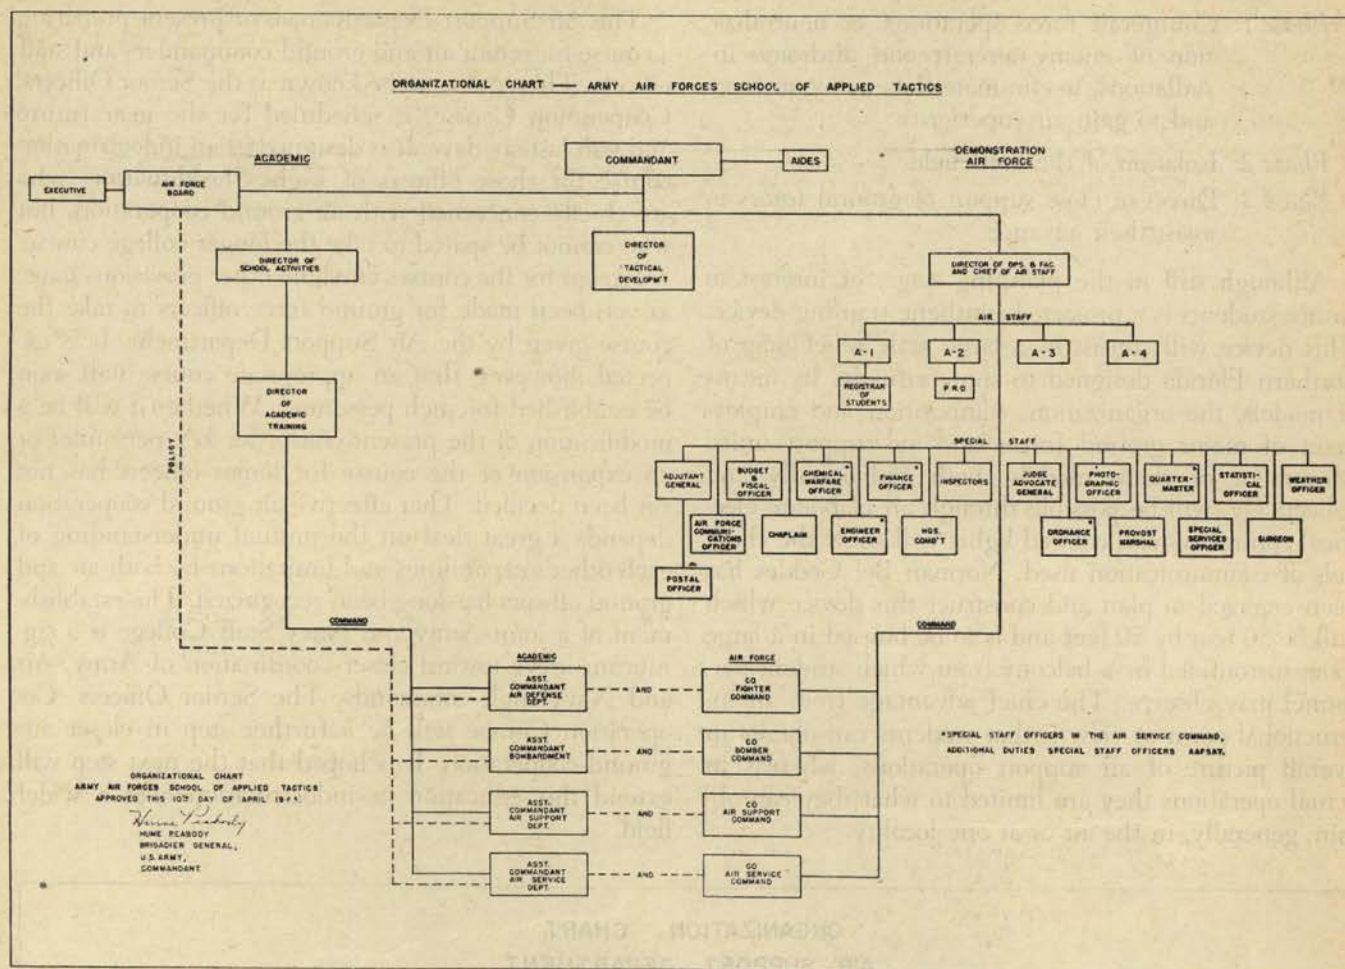 ORGANIZATIONAL CHART — ARMY AIR FORCES SCHOOL OF APPLIED TACTICS
ACADEMIC
COMMANDANT
AIDES
DEMONSTRATION
AIR FORCE
EXECUTIVE
AIR FORCE
BOARD
DIRECTOR OF
SCHOOL ACTIVITIES
DIRECTOR
OF
TACTICAL
DEVELOPM'T
DIRECTOR OF OPS. & FAC.
AND CHIEF OF AIR STAFF
AIR STAFF
A-1
A-2
A-3
A-4
REGISTRAR
OF
STUDENTS
PRO
DIRECTOR
OF
ACADEMIC
TRAINING
POLICY
SPECIAL STAFF
ADJUTANT
GENERAL
BUDGET
&
FISCAL
OFFICER
CHEMICAL*
WARFARE
OFFICER
FINANCE*
OFFICER
INSPECTORS
JUDGE
ADVOCATE
GENERAL
PHOTO-
GRAPHIC
OFFICER
QUARTER-*
MASTER
STATISTI-
CAL
OFFICER
WEATHER
OFFICER
AIR FORCE
COMMUNI-
CATIONS
OFFICER
CHAPLAIN
ENGINEER*
OFFICER
HQS.
COMD'T
ORDNANCE*
OFFICER
PROVOST
MARSHAL
SPECIAL
SERVICES
OFFICER
SURGEON
POSTAL
OFFICER
COMMAND
COMMAND
ACADEMIC
AIR FORCE
ASST.
COMMANDANT
AIR DEFENSE
DEPT.
AND
CO
FIGHTER
COMMAND
ASST
COMMANDANT
BOMBARDMENT
AND
CO
BOMBER
COMMAND
ASST.
COMMANDANT
AIR SUPPORT
DEPT.
AND
CO
AIR SUPPORT
COMMAND
ASST.
COMMANDANT
AIR SERVICE
DEPT.
AND
CO
AIR SERVICE
COMMAND
*SPECIAL STAFF OFFICERS IN THE AIR SERVICE COMMAND,
ADDITIONAL DUTIES SPECIAL STAFF OFFICERS AAFSAT.
ORGANIZATIONAL CHART
ARMY AIR FORCES SCHOOL OF APPLIED TACTICS
APPROVED THIS DAY OF APRIL
Hume Peabody
HUME PEABODY
BRIGADIER GENERAL,
U.S. ARMY,
COMMANDANT